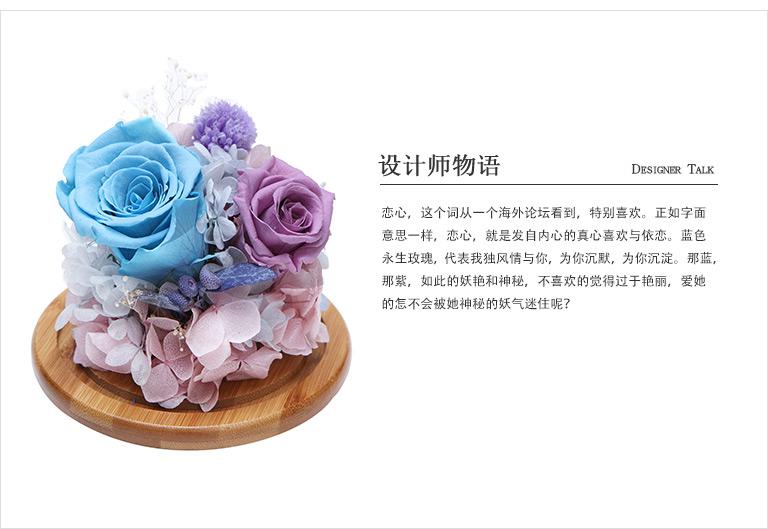 设计师物语
DESIGNER TALK
恋心，这个词从一个海外论坛看到，特别喜欢。正如字面
意思一样，恋心，就是发自内心的真心喜欢与依恋。蓝色
永生玫瑰，代表我独风情与你，为你沉默，为你沉淀。那蓝，
那紫，如此的妖艳和神秘，不喜欢的觉得过于艳丽，爱她
的怎不会被她神秘的妖气迷住呢？